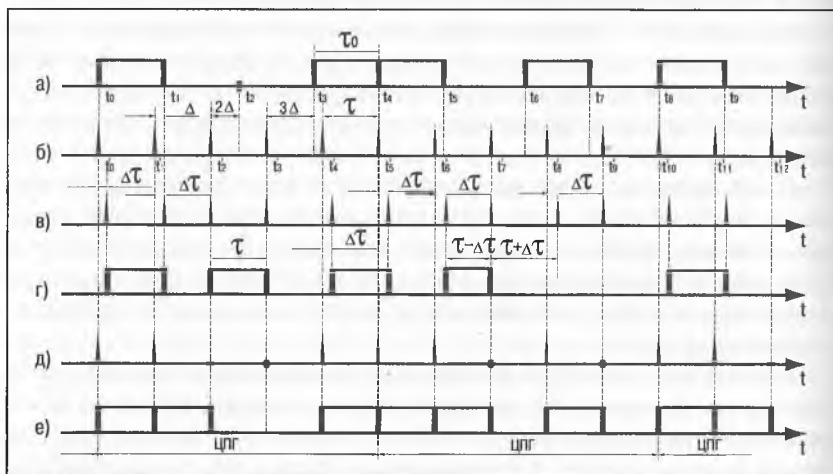 τ₀
а)
t₀ t₁ t₂ t₃ t₄ t₅ t₆ t₇ t₈ t₉ t
Δ 2Δ 3Δ τ
б)
t₀ t₁ t₂ t₃ t₄ t₅ t₆ t₇ t₈ t₉ t₁₀ t₁₁ t₁₂ t
Δτ Δτ Δτ Δτ Δτ
в)
t
τ Δτ τ-Δτ τ+Δτ
г)
t
д)
t
е)
t
ЦПГ ЦПГ ЦПГ